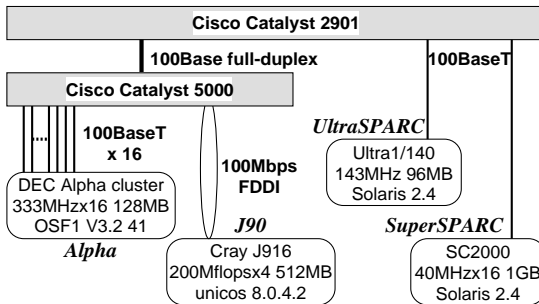 Cisco Catalyst 2901
100Base full-duplex
100BaseT
Cisco Catalyst 5000
100BaseT
x 16
100Mbps
FDDI
UltraSPARC
Ultra1/140
143MHz 96MB
Solaris 2.4
DEC Alpha cluster
333MHzx16 128MB
OSF1 V3.2 41
Alpha
J90
Cray J916
200Mflopsx4 512MB
unicos 8.0.4.2
SuperSPARC
SC2000
40MHzx16 1GB
Solaris 2.4